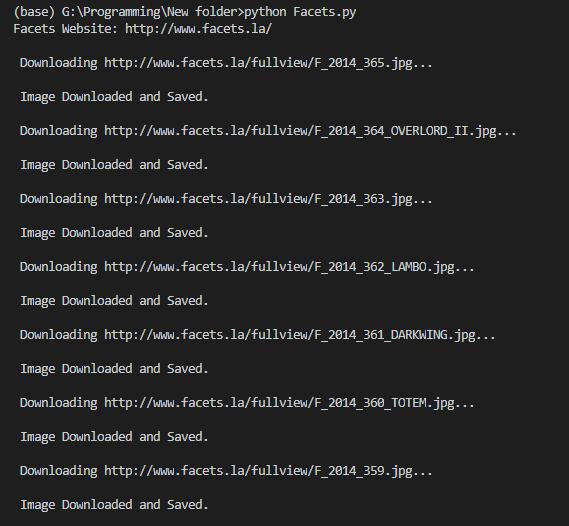 (base) G:\Programming\New folder>python Facets.py
Facets Website: http://www.facets.la/
Downloading http://www.facets.la/fullview/F_2014_365.jpg...
Image Downloaded and Saved.
Downloading http://www.facets.la/fullview/F_2014_364_OVERLORD_II.jpg...
Image Downloaded and Saved.
Downloading http://www.facets.la/fullview/F_2014_363.jpg...
Image Downloaded and Saved.
Downloading http://www.facets.la/fullview/F_2014_362_LAMBO.jpg...
Image Downloaded and Saved.
Downloading http://www.facets.la/fullview/F_2014_361_DARKWING.jpg...
Image Downloaded and Saved.
Downloading http://www.facets.la/fullview/F_2014_360_TOTEM.jpg...
Image Downloaded and Saved.
Downloading http://www.facets.la/fullview/F_2014_359.jpg...
Image Downloaded and Saved.